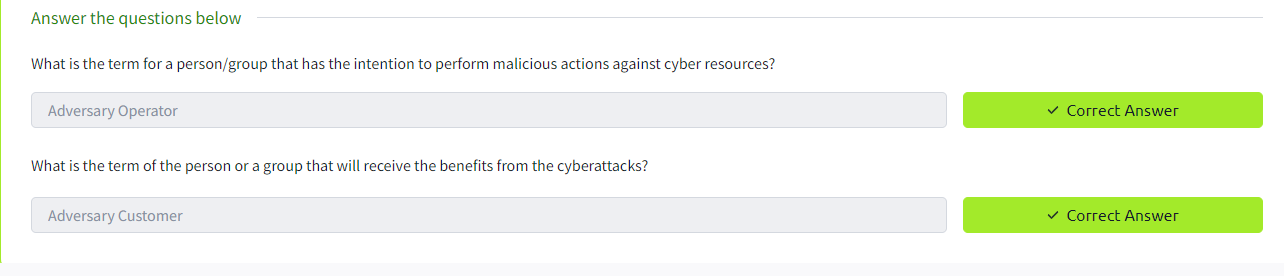 Answer the questions below
What is the term for a person/group that has the intention to perform malicious actions against cyber resources?
Adversary Operator
Correct Answer
What is the term of the person or a group that will receive the benefits from the cyberattacks?
Adversary Customer
Correct Answer